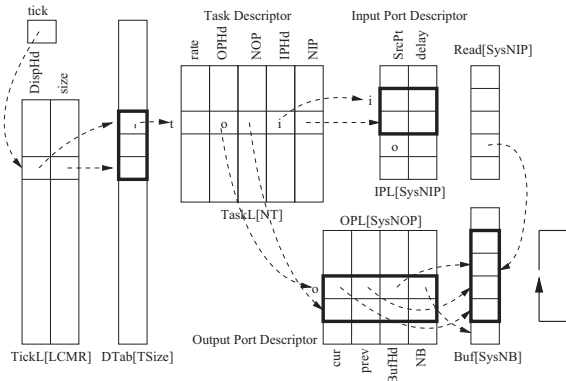 tick
Task Descriptor
Input Port Descriptor
DispHd
size
rate
OPHd
NOP
IPHd
NIP
SrcPt
delay
Read[SysNIP]
t
t
o
i
i
o
IPL[SysNIP]
TaskL[NT]
OPL[SysNOP]
o
Output Port Descriptor
TickL[LCMR]
DTab[TSize]
cur
prev
BufHd
NB
Buf[SysNB]